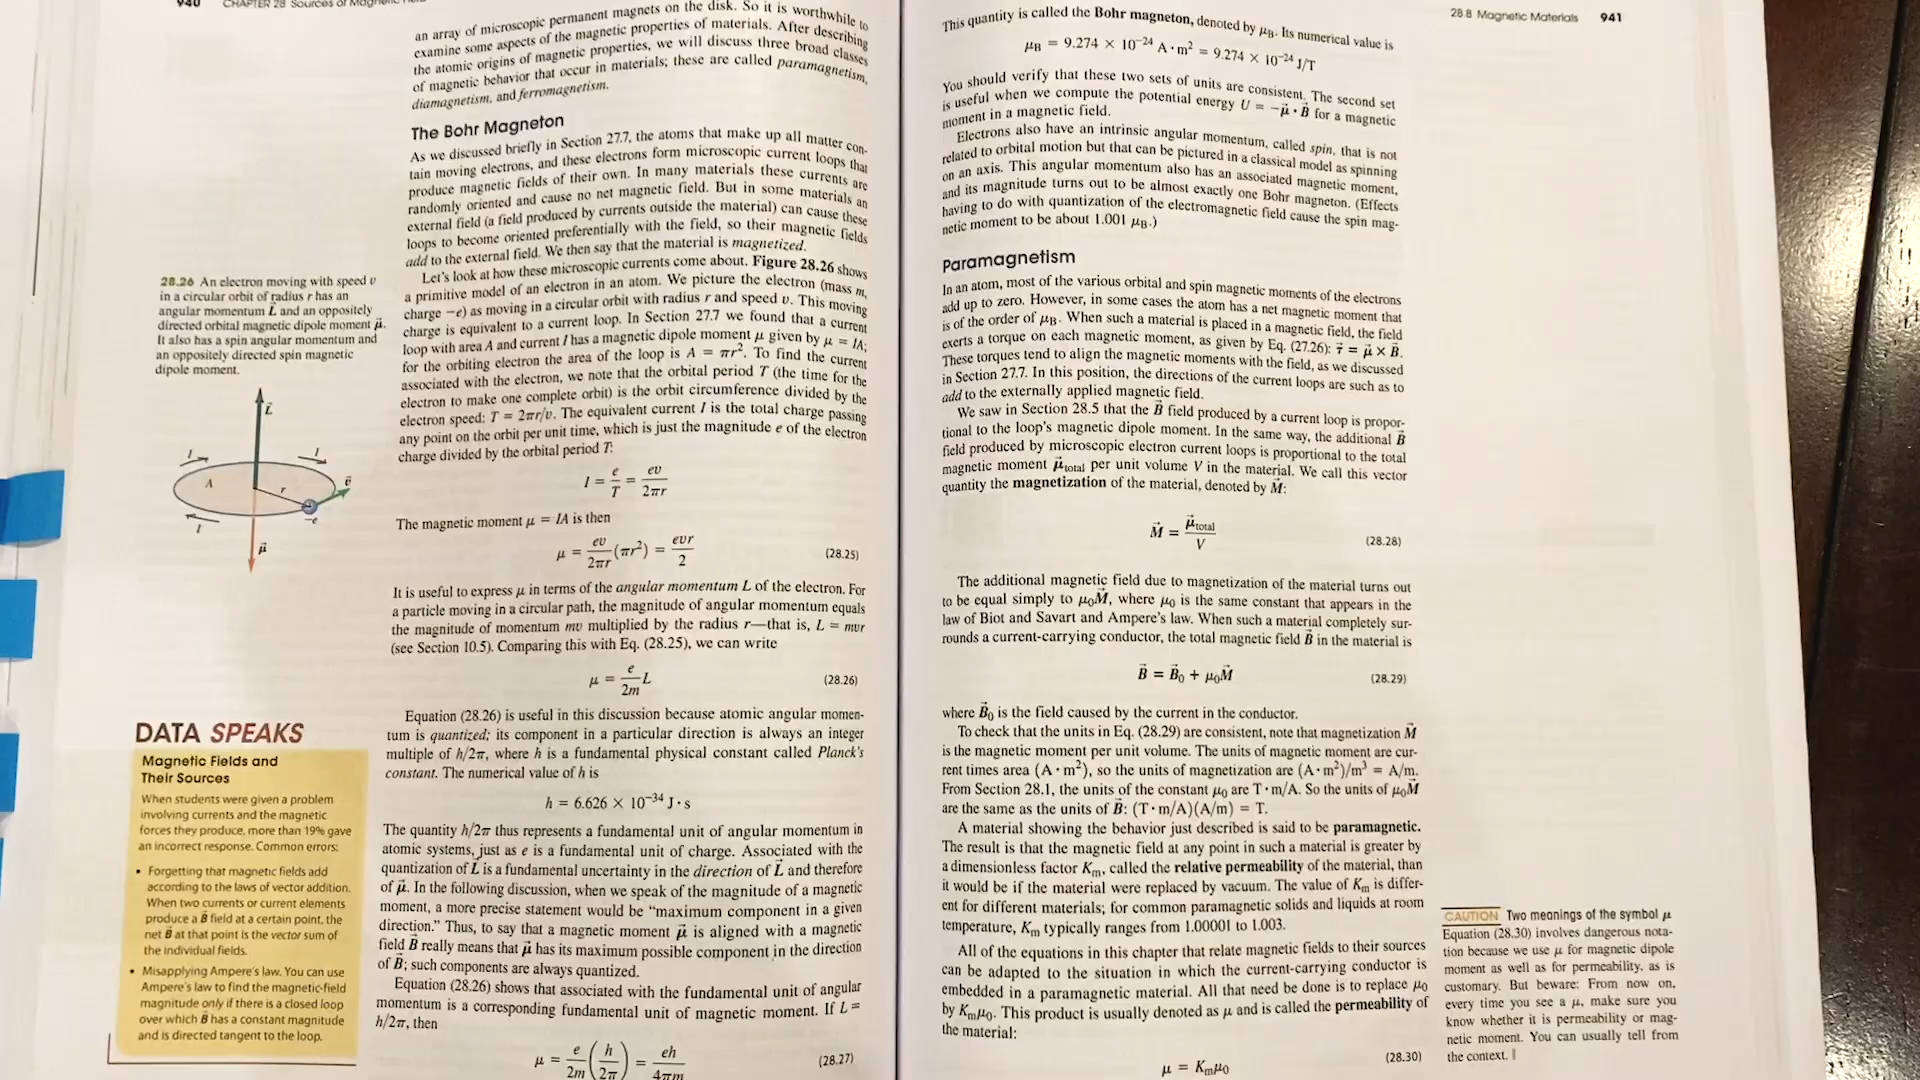 940 CHAPTER 28 Sources of Magnetic Field
an array of microscopic permanent magnets on the disk. So it is worthwhile to
examine some aspects of the magnetic properties of materials. After describing
the atomic origins of magnetic properties, we will discuss three broad classes
of magnetic behavior that occur in materials; these are called paramagnetism,
diamagnetism, and ferromagnetism.
The Bohr Magneton
As we discussed briefly in Section 27.7, the atoms that make up all matter con-
tain moving electrons, and these electrons form microscopic current loops that
produce magnetic fields of their own. In many materials these currents are
randomly oriented and cause no net magnetic field. But in some materials an
external field (a field produced by currents outside the material) can cause these
loops to become oriented preferentially with the field, so their magnetic fields
add to the external field. We then say that the material is magnetized.
Let's look at how these microscopic currents come about. Figure 28.26 shows
a primitive model of an electron in an atom. We picture the electron (mass m,
charge −e) as moving in a circular orbit with radius r and speed v. This moving
charge is equivalent to a current loop. In Section 27.7 we found that a current
loop with area A and current I has a magnetic dipole moment μ given by μ = IA;
for the orbiting electron the area of the loop is A = πr². To find the current
associated with the electron, we note that the orbital period T (the time for the
electron to make one complete orbit) is the orbit circumference divided by the
electron speed: T = 2πr/v. The equivalent current I is the total charge passing
any point on the orbit per unit time, which is just the magnitude e of the electron
charge divided by the orbital period T:
I = e/T = ev/2πr
The magnetic moment μ = IA is then
μ = ev/2πr (πr²) = evr/2 (28.25)
It is useful to express μ in terms of the angular momentum L of the electron. For
a particle moving in a circular path, the magnitude of angular momentum equals
the magnitude of momentum mv multiplied by the radius r—that is, L = mvr
(see Section 10.5). Comparing this with Eq. (28.25), we can write
μ = e/2m L (28.26)
Equation (28.26) is useful in this discussion because atomic angular momen-
tum is quantized; its component in a particular direction is always an integer
multiple of h/2π, where h is a fundamental physical constant called Planck's
constant. The numerical value of h is
h = 6.626 × 10⁻³⁴ J·s
The quantity h/2π thus represents a fundamental unit of angular momentum in
atomic systems, just as e is a fundamental unit of charge. Associated with the
quantization of L⃗ is a fundamental uncertainty in the direction of L⃗ and therefore
of μ⃗. In the following discussion, when we speak of the magnitude of a magnetic
moment, a more precise statement would be "maximum component in a given
direction." Thus, to say that a magnetic moment μ⃗ is aligned with a magnetic
field B⃗ really means that μ⃗ has its maximum possible component in the direction
of B⃗; such components are always quantized.
Equation (28.26) shows that associated with the fundamental unit of angular
momentum is a corresponding fundamental unit of magnetic moment. If L =
h/2π, then
μ = e/2m (h/2π) = eh/4πm (28.27)
28.26 An electron moving with speed v
in a circular orbit of radius r has an
angular momentum L⃗ and an oppositely
directed orbital magnetic dipole moment μ⃗.
It also has a spin angular momentum and
an oppositely directed spin magnetic
dipole moment.
L⃗
I I
A r v⃗
−e
I
μ⃗
DATA SPEAKS
Magnetic Fields and
Their Sources
When students were given a problem
involving currents and the magnetic
forces they produce, more than 19% gave
an incorrect response. Common errors:
• Forgetting that magnetic fields add
according to the laws of vector addition.
When two currents or current elements
produce a B⃗ field at a certain point, the
net B⃗ at that point is the vector sum of
the individual fields.
• Misapplying Ampere's law. You can use
Ampere's law to find the magnetic-field
magnitude only if there is a closed loop
over which B⃗ has a constant magnitude
and is directed tangent to the loop.
28.8 Magnetic Materials 941
This quantity is called the Bohr magneton, denoted by μB. Its numerical value is
μB = 9.274 × 10⁻²⁴ A·m² = 9.274 × 10⁻²⁴ J/T
You should verify that these two sets of units are consistent. The second set
is useful when we compute the potential energy U = −μ⃗ · B⃗ for a magnetic
moment in a magnetic field.
Electrons also have an intrinsic angular momentum, called spin, that is not
related to orbital motion but that can be pictured in a classical model as spinning
on an axis. This angular momentum also has an associated magnetic moment,
and its magnitude turns out to be almost exactly one Bohr magneton. (Effects
having to do with quantization of the electromagnetic field cause the spin mag-
netic moment to be about 1.001 μB.)
Paramagnetism
In an atom, most of the various orbital and spin magnetic moments of the electrons
add up to zero. However, in some cases the atom has a net magnetic moment that
is of the order of μB. When such a material is placed in a magnetic field, the field
exerts a torque on each magnetic moment, as given by Eq. (27.26): τ⃗ = μ⃗ × B⃗.
These torques tend to align the magnetic moments with the field, as we discussed
in Section 27.7. In this position, the directions of the current loops are such as to
add to the externally applied magnetic field.
We saw in Section 28.5 that the B⃗ field produced by a current loop is propor-
tional to the loop's magnetic dipole moment. In the same way, the additional B⃗
field produced by microscopic electron current loops is proportional to the total
magnetic moment μ⃗total per unit volume V in the material. We call this vector
quantity the magnetization of the material, denoted by M⃗:
M⃗ = μ⃗total/V (28.28)
The additional magnetic field due to magnetization of the material turns out
to be equal simply to μ₀M⃗, where μ₀ is the same constant that appears in the
law of Biot and Savart and Ampere's law. When such a material completely sur-
rounds a current-carrying conductor, the total magnetic field B⃗ in the material is
B⃗ = B⃗₀ + μ₀M⃗ (28.29)
where B⃗₀ is the field caused by the current in the conductor.
To check that the units in Eq. (28.29) are consistent, note that magnetization M⃗
is the magnetic moment per unit volume. The units of magnetic moment are cur-
rent times area (A·m²), so the units of magnetization are (A·m²)/m³ = A/m.
From Section 28.1, the units of the constant μ₀ are T·m/A. So the units of μ₀M⃗
are the same as the units of B⃗: (T·m/A)(A/m) = T.
A material showing the behavior just described is said to be paramagnetic.
The result is that the magnetic field at any point in such a material is greater by
a dimensionless factor Km, called the relative permeability of the material, than
it would be if the material were replaced by vacuum. The value of Km is differ-
ent for different materials; for common paramagnetic solids and liquids at room
temperature, Km typically ranges from 1.00001 to 1.003.
All of the equations in this chapter that relate magnetic fields to their sources
can be adapted to the situation in which the current-carrying conductor is
embedded in a paramagnetic material. All that need be done is to replace μ₀
by Kmμ₀. This product is usually denoted as μ and is called the permeability of
the material:
μ = Kmμ₀ (28.30)
CAUTION Two meanings of the symbol μ
Equation (28.30) involves dangerous nota-
tion because we use μ for magnetic dipole
moment as well as for permeability, as is
customary. But beware: From now on,
every time you see a μ, make sure you
know whether it is permeability or mag-
netic moment. You can usually tell from
the context.